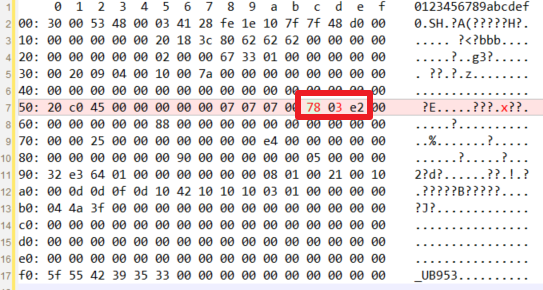 1 0 1 2 3 4 5 6 7 8 9 a b c d e f 0123456789abcdef
2 00: 30 00 53 48 00 03 41 28 fe 1e 10 7f 7f 48 d0 00 0.SH.?A(?????H?.
3 10: 00 00 00 00 00 20 18 3c 80 62 62 62 00 00 00 00 ..... ?<?bbb....
4 20: 00 00 00 00 00 02 00 00 67 33 01 00 00 00 00 00 .....?..g3?.....
5 30: 00 20 09 04 00 10 00 7a 00 00 00 00 00 00 00 00 . ??.?.z........
6 40: 00 00 00 00 00 00 00 00 00 00 00 00 00 00 00 00 ................
7 50: 20 c0 45 00 00 00 00 00 07 07 07 00 78 03 e2 00 ?E.....???.x??.
8 60: 00 00 00 00 00 88 00 00 00 00 00 00 00 00 00 00 .....?..........
9 70: 00 00 25 00 00 00 00 00 00 e4 00 00 00 00 00 00 ..%......?......
10 80: 00 00 00 00 00 90 00 00 00 00 00 00 05 00 00 00 .....?......?...
11 90: 32 e3 64 01 00 00 00 00 00 00 08 01 00 21 00 10 2?d?......??.!.?
12 a0: 00 0d 0d 0f 0d 10 42 10 10 10 03 01 00 00 00 00 .?????B?????....
13 b0: 04 4a 3f 00 00 00 00 00 00 00 00 00 00 00 00 00 ?J?.............
14 c0: 00 00 00 00 00 00 00 00 00 00 00 00 00 00 00 00 ................
15 d0: 00 00 00 00 00 00 00 00 00 00 00 00 00 00 00 00 ................
16 e0: 00 00 00 00 00 00 00 00 00 00 00 00 00 00 00 00 ................
17 f0: 5f 55 42 39 35 33 00 00 00 00 00 00 00 00 00 00 _UB953..........